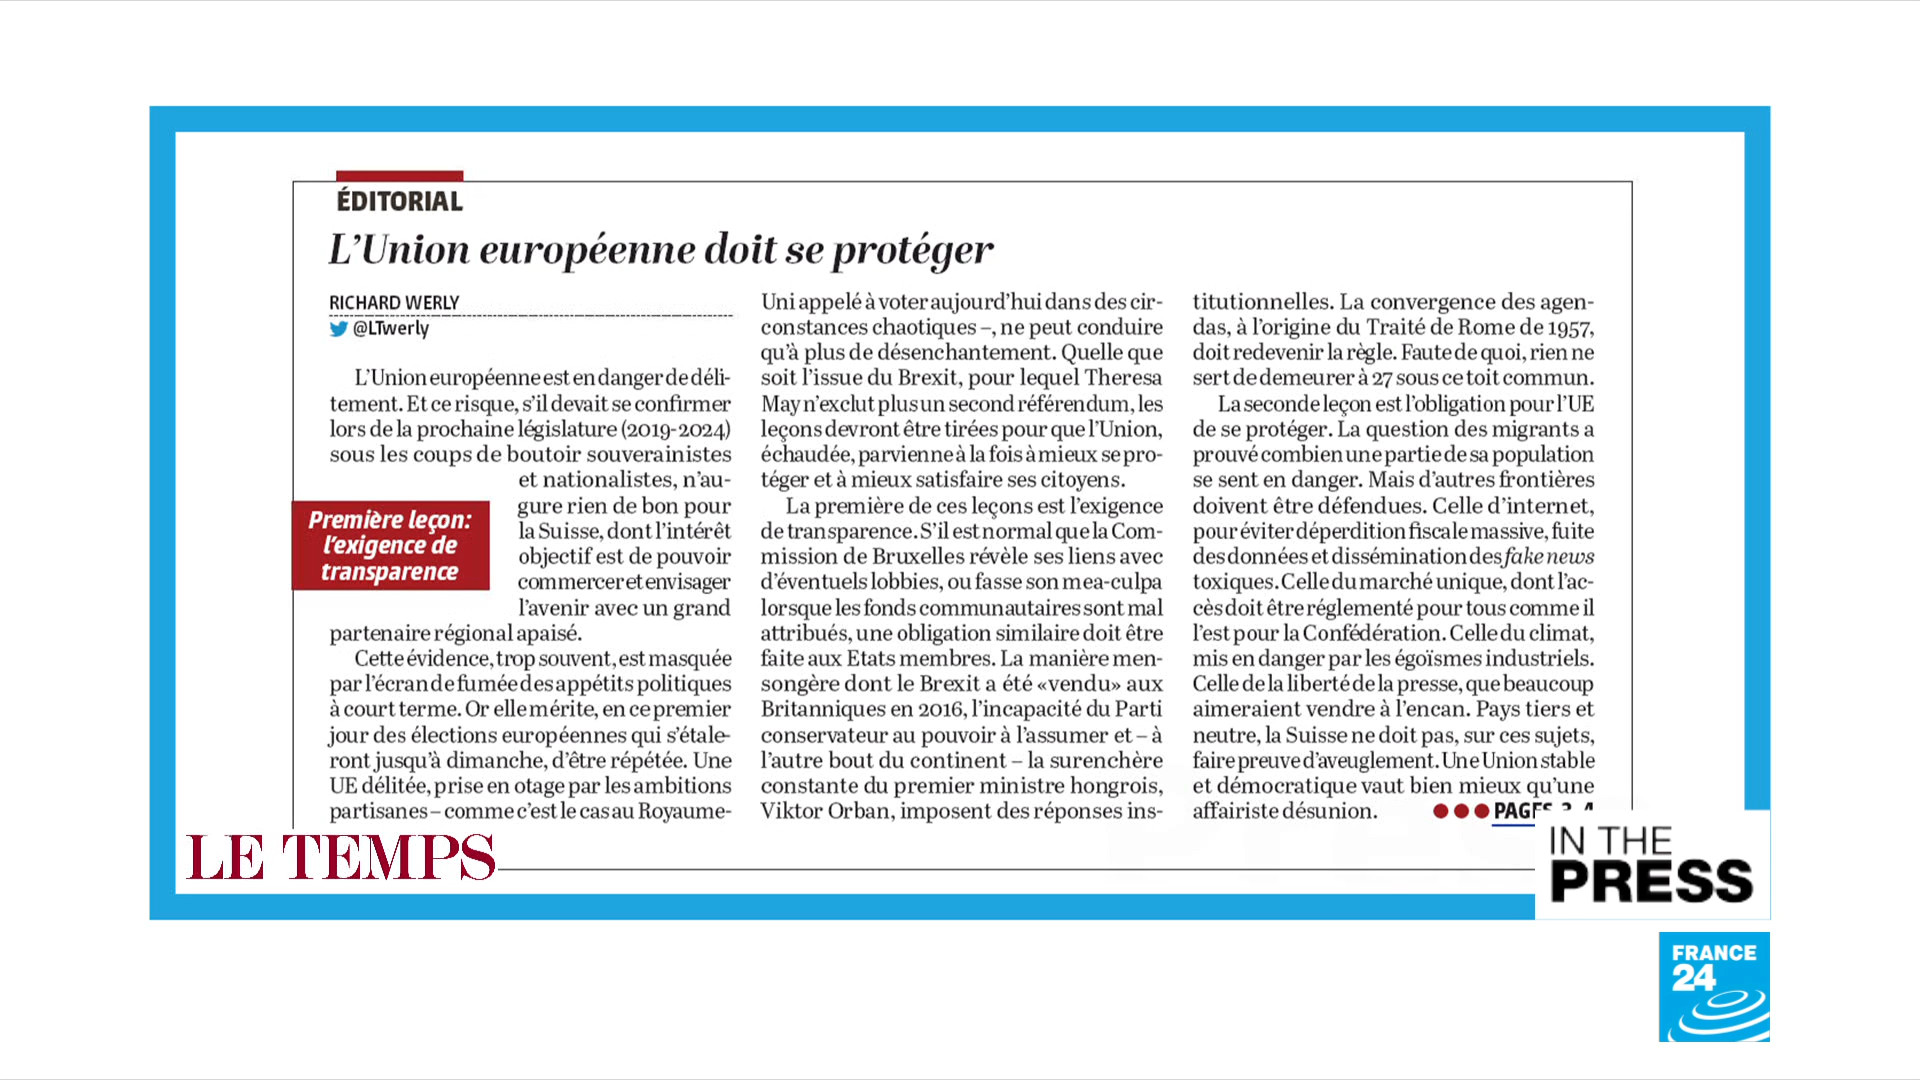 ÉDITORIAL
L'Union européenne doit se protéger
RICHARD WERLY
@LTwerly
L'Union européenne est en danger de déli-
tement. Et ce risque, s'il devait se confirmer
lors de la prochaine législature (2019-2024)
sous les coups de boutoir souverainistes
et nationalistes, n'au-
gure rien de bon pour
la Suisse, dont l'intérêt
objectif est de pouvoir
commercer et envisager
l'avenir avec un grand
partenaire régional apaisé.
Première leçon:
l'exigence de
transparence
Cette évidence, trop souvent, est masquée
par l'écran de fumée des appétits politiques
à court terme. Or elle mérite, en ce premier
jour des élections européennes qui s'étale-
ront jusqu'à dimanche, d'être répétée. Une
UE délitée, prise en otage par les ambitions
partisanes – comme c'est le cas au Royaume-
Uni appelé à voter aujourd'hui dans des cir-
constances chaotiques –, ne peut conduire
qu'à plus de désenchantement. Quelle que
soit l'issue du Brexit, pour lequel Theresa
May n'exclut plus un second référendum, les
leçons devront être tirées pour que l'Union,
échaudée, parvienne à la fois à mieux se pro-
téger et à mieux satisfaire ses citoyens.
La première de ces leçons est l'exigence
de transparence. S'il est normal que la Com-
mission de Bruxelles révèle ses liens avec
d'éventuels lobbies, ou fasse son mea-culpa
lorsque les fonds communautaires sont mal
attribués, une obligation similaire doit être
faite aux Etats membres. La manière men-
songère dont le Brexit a été «vendu» aux
Britanniques en 2016, l'incapacité du Parti
conservateur au pouvoir à l'assumer et – à
l'autre bout du continent – la surenchère
constante du premier ministre hongrois,
Viktor Orban, imposent des réponses ins-
titutionnelles. La convergence des agen-
das, à l'origine du Traité de Rome de 1957,
doit redevenir la règle. Faute de quoi, rien ne
sert de demeurer à 27 sous ce toit commun.
La seconde leçon est l'obligation pour l'UE
de se protéger. La question des migrants a
prouvé combien une partie de sa population
se sent en danger. Mais d'autres frontières
doivent être défendues. Celle d'internet,
pour éviter déperdition fiscale massive, fuite
des données et dissémination des fake news
toxiques. Celle du marché unique, dont l'ac-
cès doit être réglementé pour tous comme il
l'est pour la Confédération. Celle du climat,
mis en danger par les égoïsmes industriels.
Celle de la liberté de la presse, que beaucoup
aimeraient vendre à l'encan. Pays tiers et
neutre, la Suisse ne doit pas, sur ces sujets,
faire preuve d'aveuglement. Une Union stable
et démocratique vaut bien mieux qu'une
affairiste désunion.
●●● PAGES
LE TEMPS
IN THE
PRESS
FRANCE
24